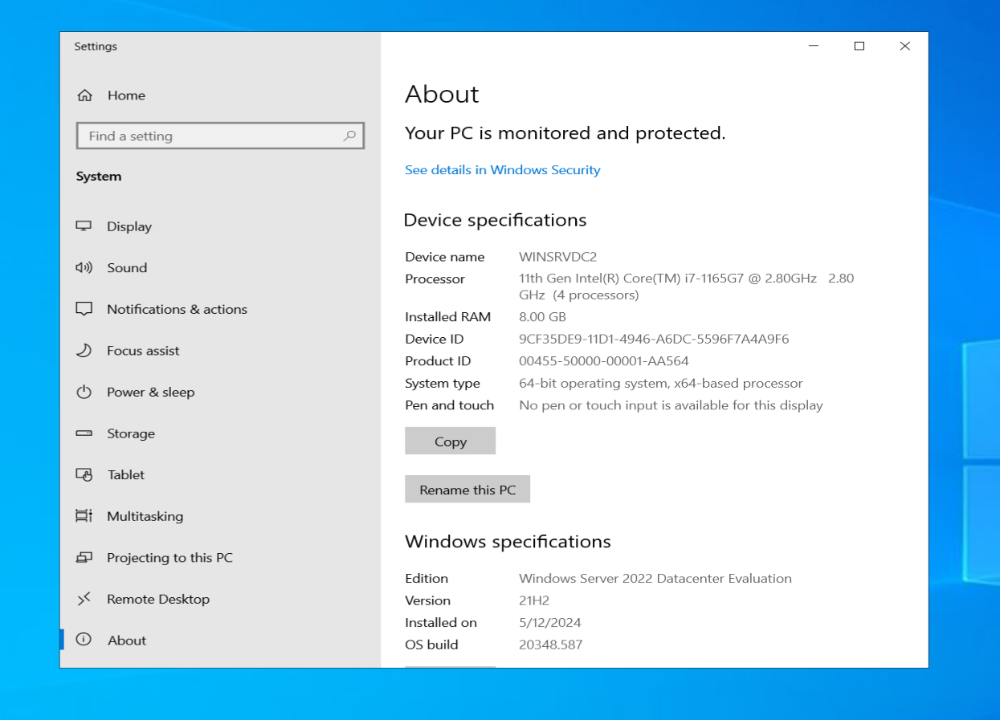 Settings
Home
Find a setting
System
Display
Sound
Notifications & actions
Focus assist
Power & sleep
Storage
Tablet
Multitasking
Projecting to this PC
Remote Desktop
About
About
Your PC is monitored and protected.
See details in Windows Security
Device specifications
Device name WINSRVDC2
Processor 11th Gen Intel(R) Core(TM) i7-1165G7 @ 2.80GHz 2.80
GHz (4 processors)
Installed RAM 8.00 GB
Device ID 9CF35DE9-11D1-4946-A6DC-5596F7A4A9F6
Product ID 00455-50000-00001-AA564
System type 64-bit operating system, x64-based processor
Pen and touch No pen or touch input is available for this display
Copy
Rename this PC
Windows specifications
Edition Windows Server 2022 Datacenter Evaluation
Version 21H2
Installed on 5/12/2024
OS build 20348.587